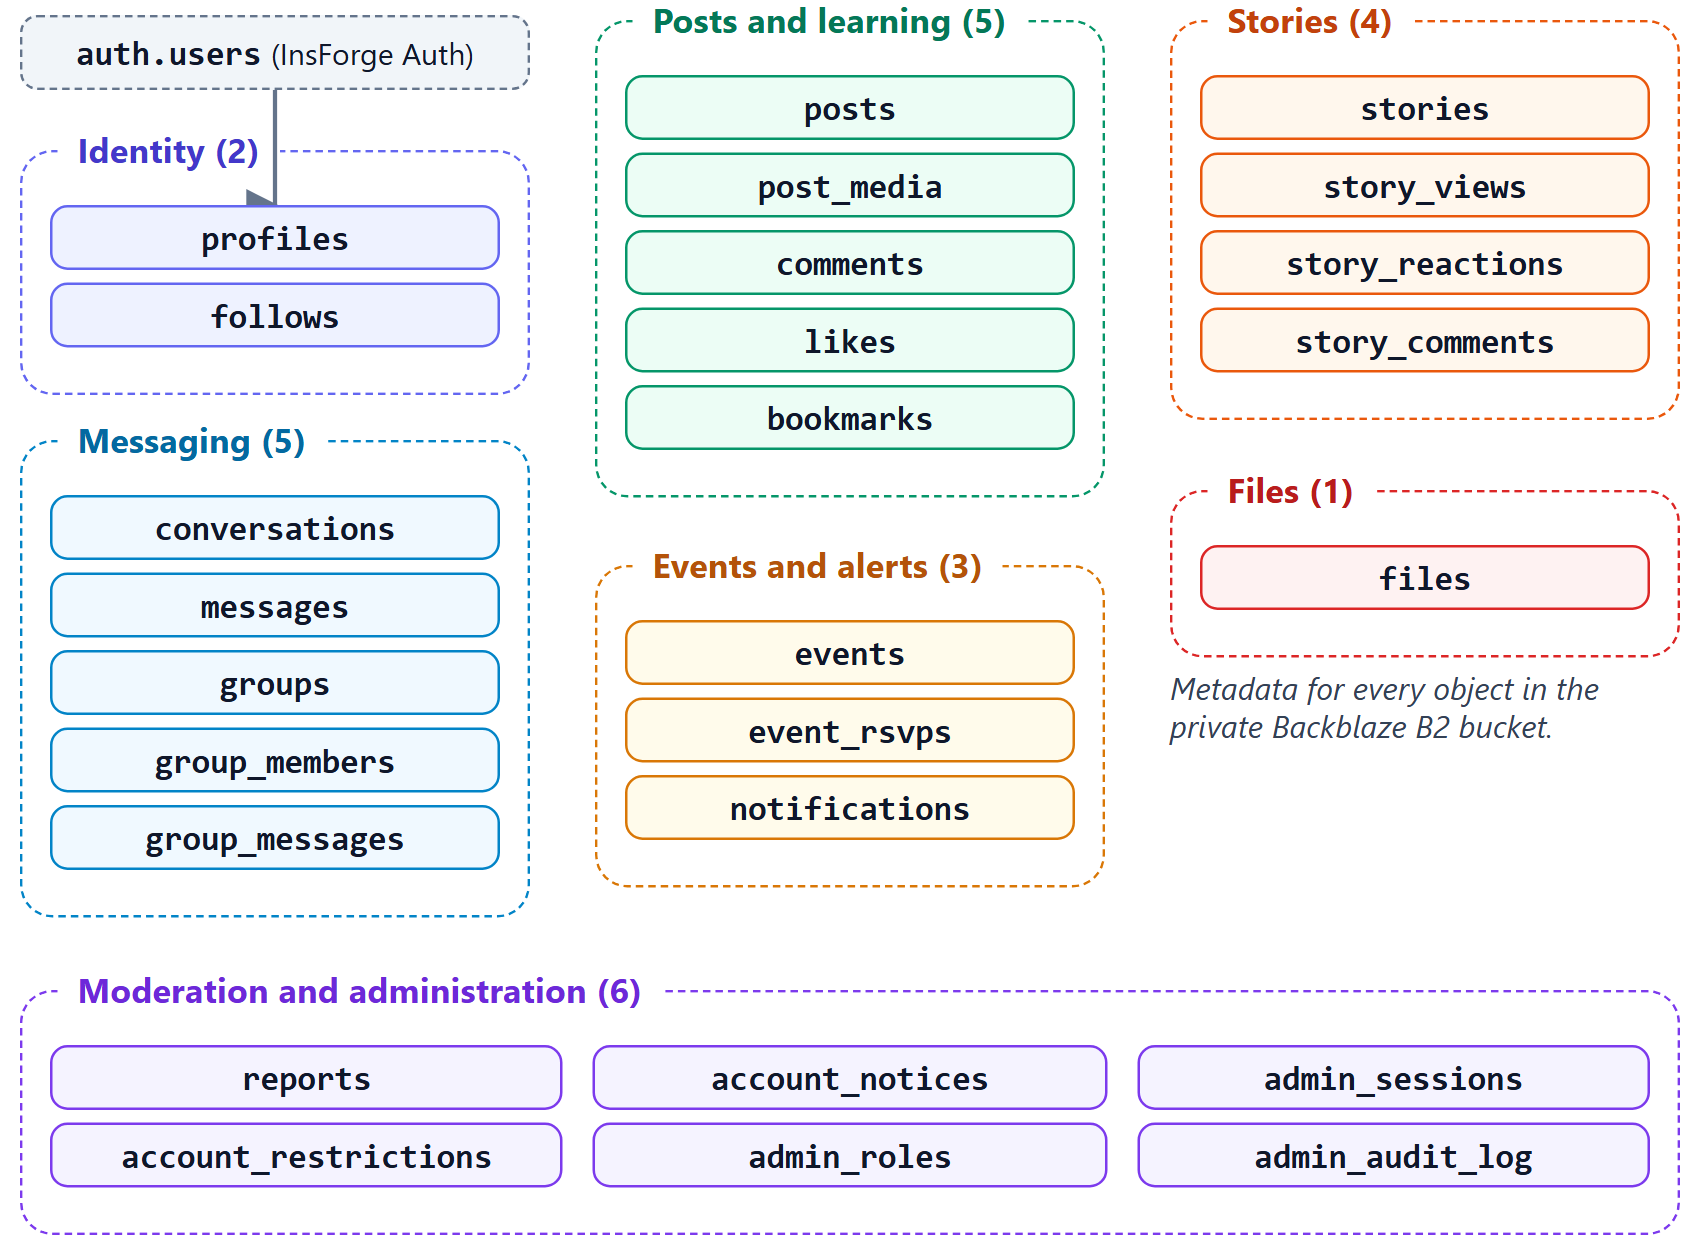 auth.users (InsForge Auth)
Identity (2)
profiles
follows
Messaging (5)
conversations
messages
groups
group_members
group_messages
Posts and learning (5)
posts
post_media
comments
likes
bookmarks
Events and alerts (3)
events
event_rsvps
notifications
Stories (4)
stories
story_views
story_reactions
story_comments
Files (1)
files
Metadata for every object in the
private Backblaze B2 bucket.
Moderation and administration (6)
reports
account_notices
admin_sessions
account_restrictions
admin_roles
admin_audit_log